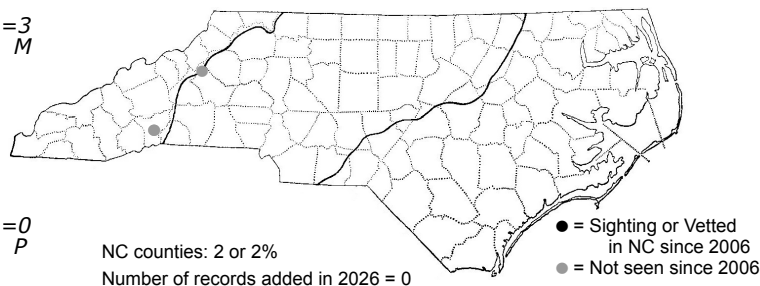 =3
M
=0
P
NC counties: 2 or 2%
Number of records added in 2026 = 0
● = Sighting or Vetted
in NC since 2006
● = Not seen since 2006